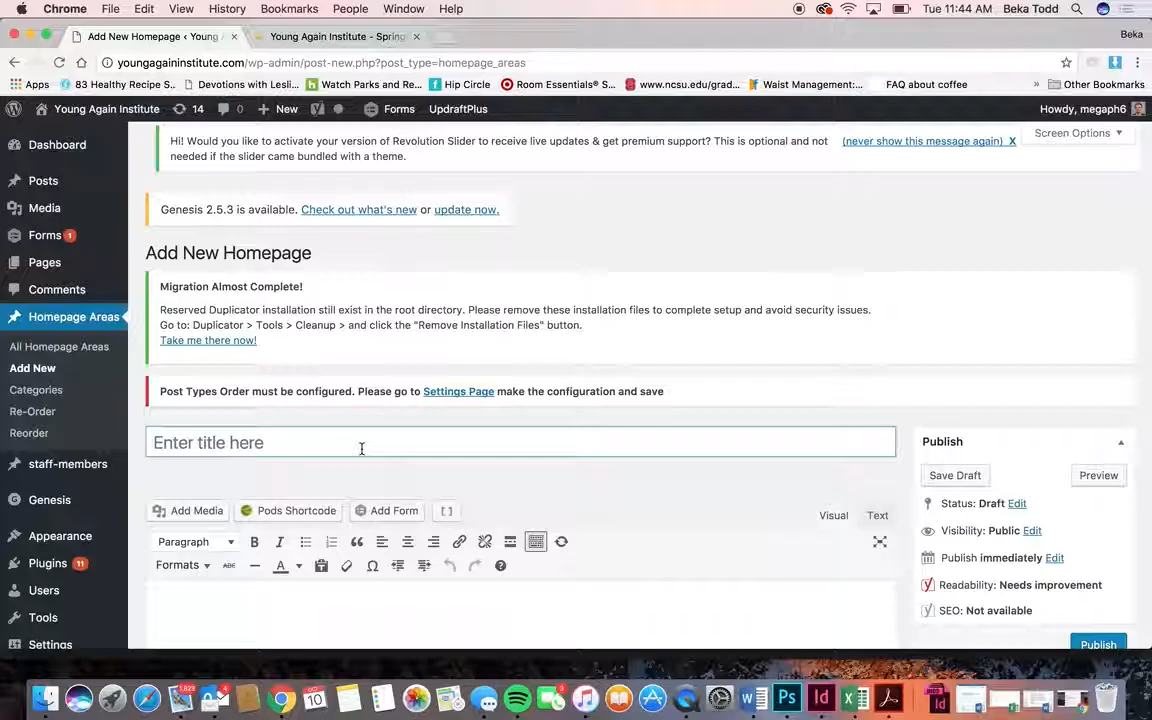 Chrome File Edit View History Bookmarks People Window Help Tue 11:44 AM Beka Todd
Add New Homepage < Young A × Young Again Institute - Spring × Beka
youngagaininstitute.com/wp-admin/post-new.php?post_type=homepage_areas
Apps 83 Healthy Recipe S.. Devotions with Lesli... Watch Parks and Re... Hip Circle Room Essentials® S.. www.ncsu.edu/grad... Waist Management:... FAQ about coffee » Other Bookmarks
Young Again Institute 14 0 New Forms UpdraftPlus Howdy, megaph6
Screen Options
Hi! Would you like to activate your version of Revolution Slider to receive live updates & get premium support? This is optional and not (never show this message again) X
needed if the slider came bundled with a theme.
Genesis 2.5.3 is available. Check out what's new or update now.
Dashboard
Posts
Media
Forms 1
Pages
Comments
Homepage Areas
All Homepage Areas
Add New
Categories
Re-Order
Reorder
staff-members
Genesis
Appearance
Plugins 11
Users
Tools
Settings
Add New Homepage
Migration Almost Complete!
Reserved Duplicator installation still exist in the root directory. Please remove these installation files to complete setup and avoid security issues.
Go to: Duplicator > Tools > Cleanup > and click the "Remove Installation Files" button.
Take me there now!
Post Types Order must be configured. Please go to Settings Page make the configuration and save
Enter title here
Add Media Pods Shortcode Add Form [ ] Visual Text
Paragraph B I
Formats ABC A Ω ?
Publish
Save Draft Preview
Status: Draft Edit
Visibility: Public Edit
Publish immediately Edit
Readability: Needs improvement
SEO: Not available
Publish
1,823 4 10 3 W Ps Id X Id